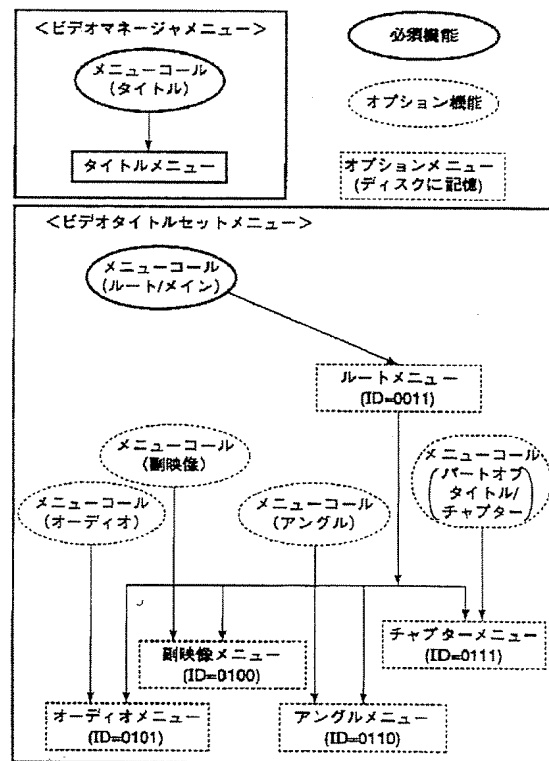 ＜ビデオマネージャメニュー＞
メニューコール
(タイトル)
タイトルメニュー
必須機能
オプション機能
オプションメニュー
(ディスクに記憶)
＜ビデオタイトルセットメニュー＞
メニューコール
(ルート/メイン)
ルートメニュー
(ID=0011)
メニューコール
(副映像)
メニューコール
(オーディオ)
メニューコール
(アングル)
メニューコール
(パートオブ
タイトル/
チャプター)
副映像メニュー
(ID=0100)
チャプターメニュー
(ID=0111)
オーディオメニュー
(ID=0101)
アングルメニュー
(ID=0110)